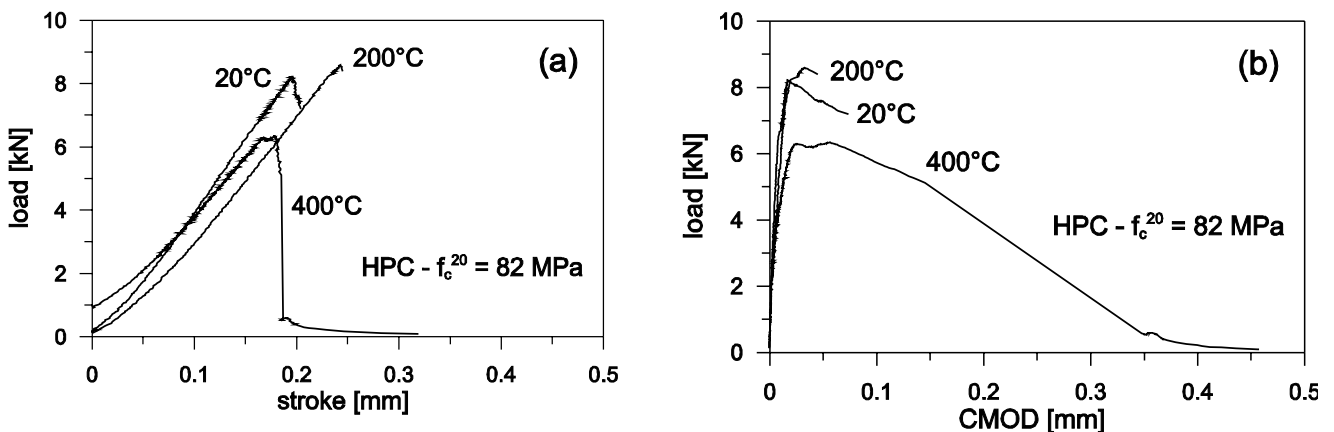 10
8
6
4
2
0
load [kN]
(a)
200°C
20°C
400°C
HPC - f_c^20 = 82 MPa
0 0.1 0.2 0.3 0.4 0.5
stroke [mm]
10
8
6
4
2
0
load [kN]
(b)
200°C
20°C
400°C
HPC - f_c^20 = 82 MPa
0 0.1 0.2 0.3 0.4 0.5
CMOD [mm]